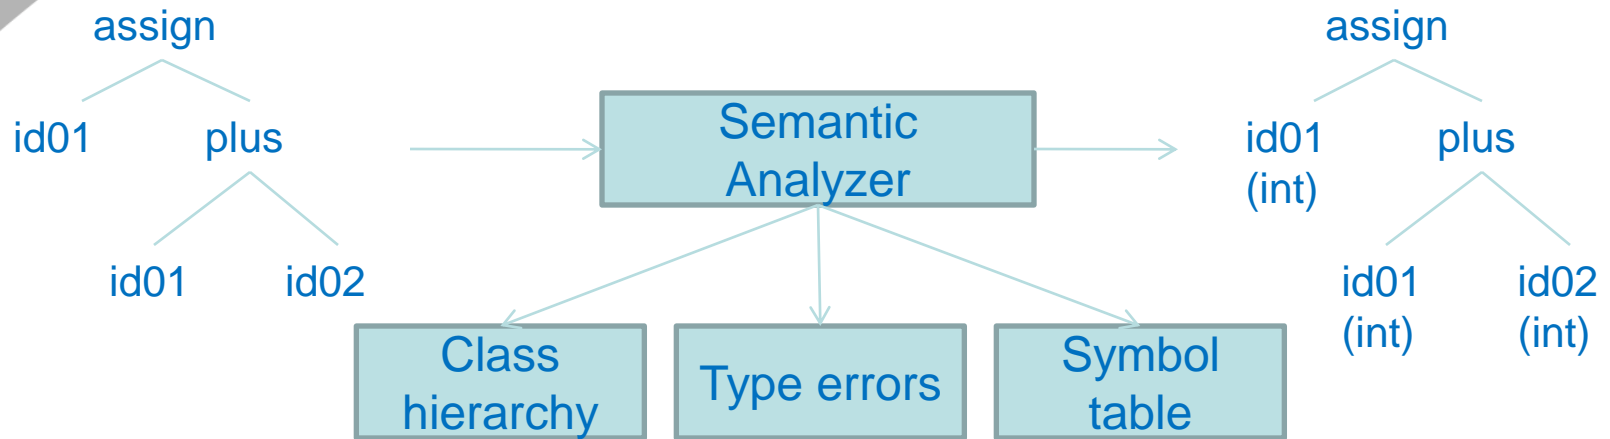 assign
id01 plus
id01 id02
Semantic
Analyzer
Class
hierarchy
Type errors
Symbol
table
assign
id01
(int)
plus
id01
(int)
id02
(int)